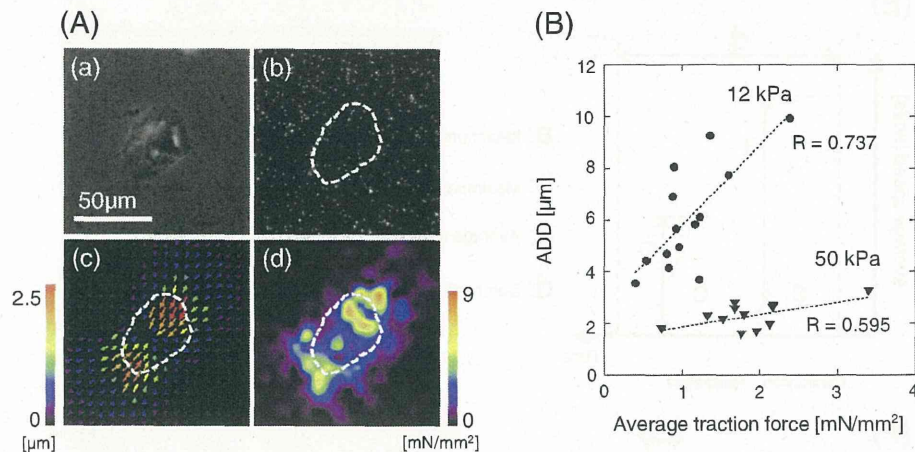 (A)
(a)
(b)
50μm
(c)
(d)
2.5
0
[μm]
9
0
[mN/mm²]
(B)
12
10
8
6
4
2
0
ADD [μm]
12 kPa
R = 0.737
50 kPa
R = 0.595
0
1
2
3
4
Average traction force [mN/mm²]